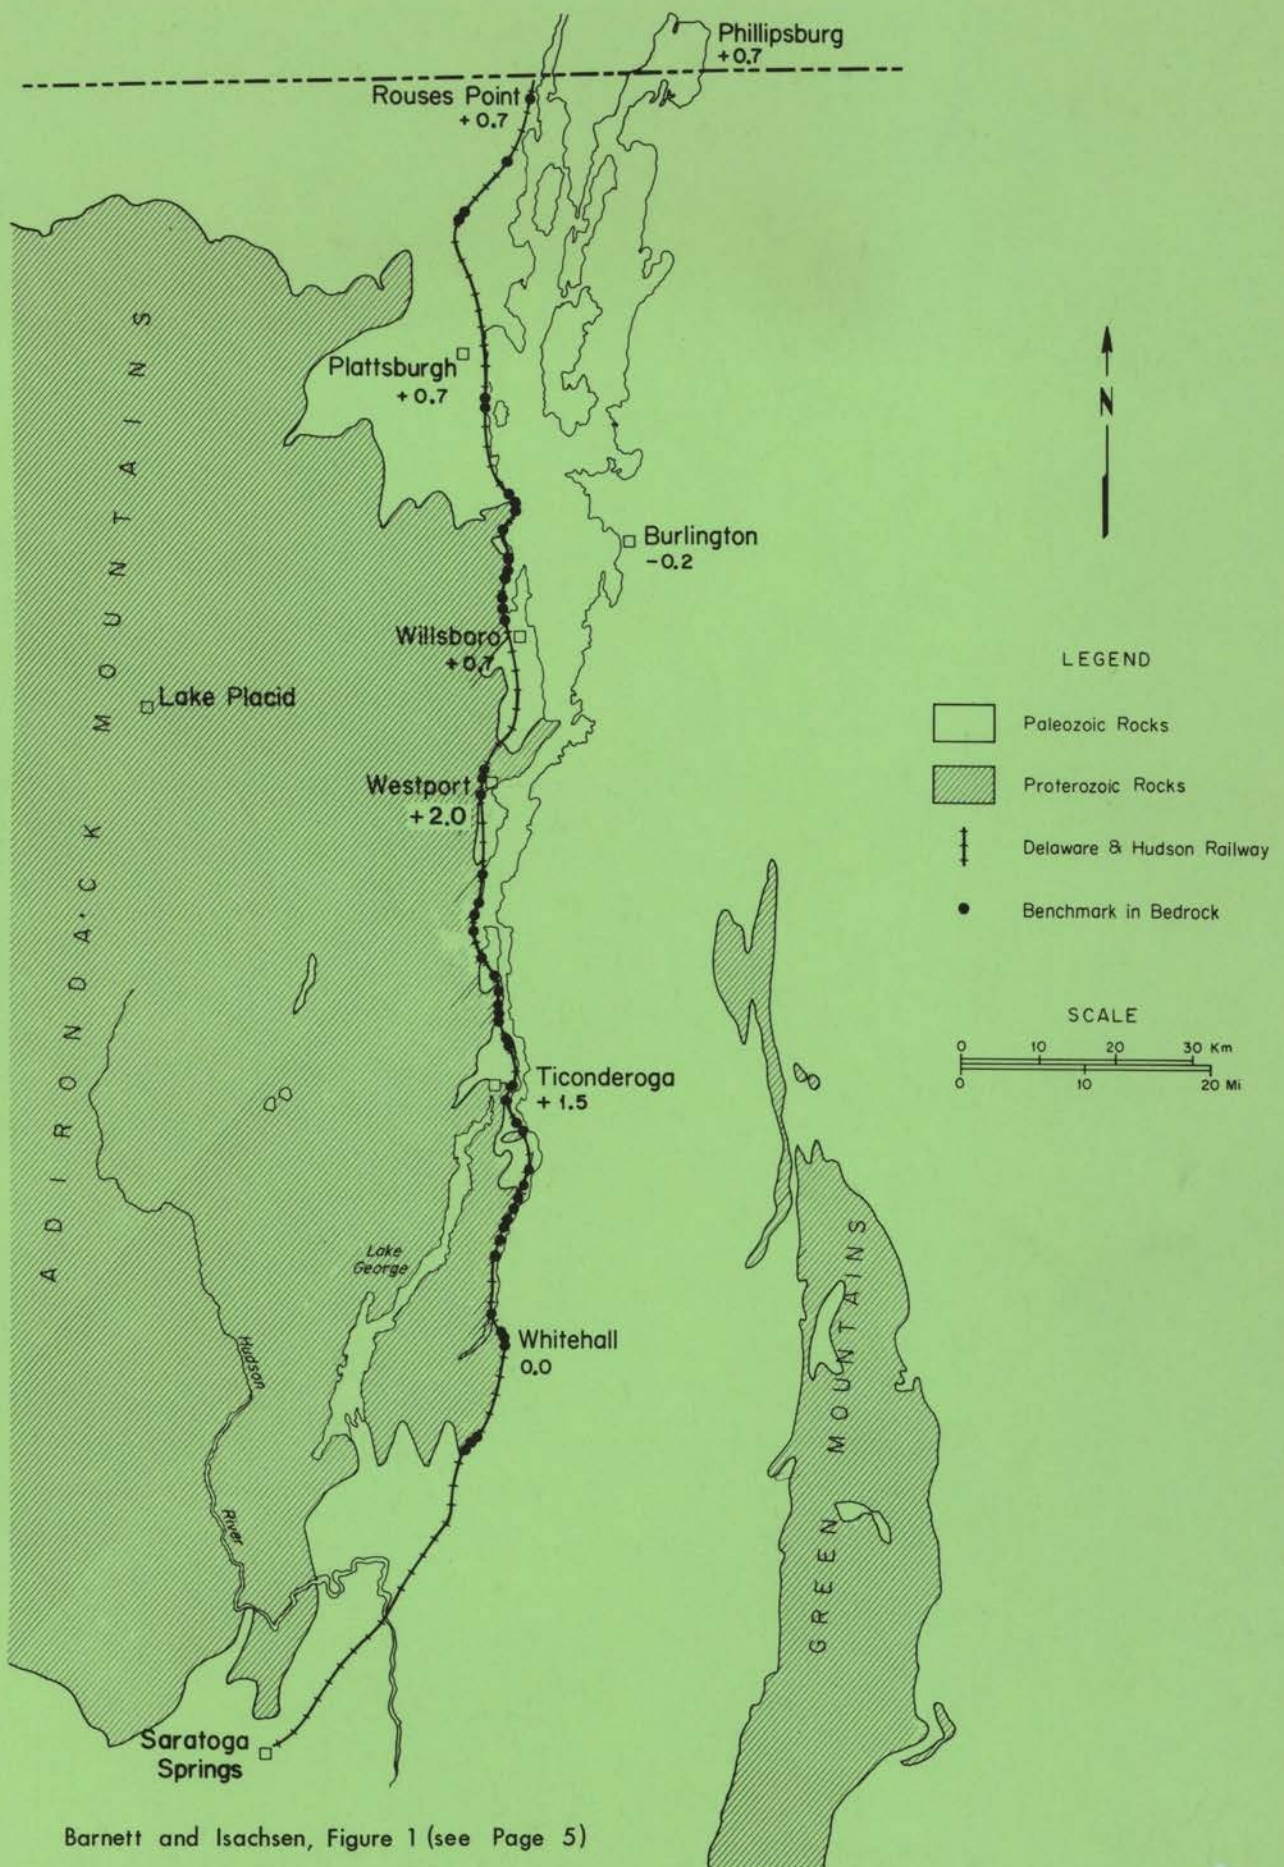 Phillipsburg
+0.7
Rouses Point
+0.7
Plattsburgh
+0.7
N
Burlington
-0.2
Willsboro
+0.7
Lake Placid
Westport
+2.0
ADIRONDACK MOUNTAINS
LEGEND
Paleozoic Rocks
Proterozoic Rocks
Delaware & Hudson Railway
Benchmark in Bedrock
SCALE
0 10 20 30 Km
0 10 20 Mi
Ticonderoga
+1.5
Lake
George
Whitehall
0.0
Hudson
River
GREEN MOUNTAINS
Saratoga
Springs
Barnett and Isachsen, Figure 1 (see Page 5)